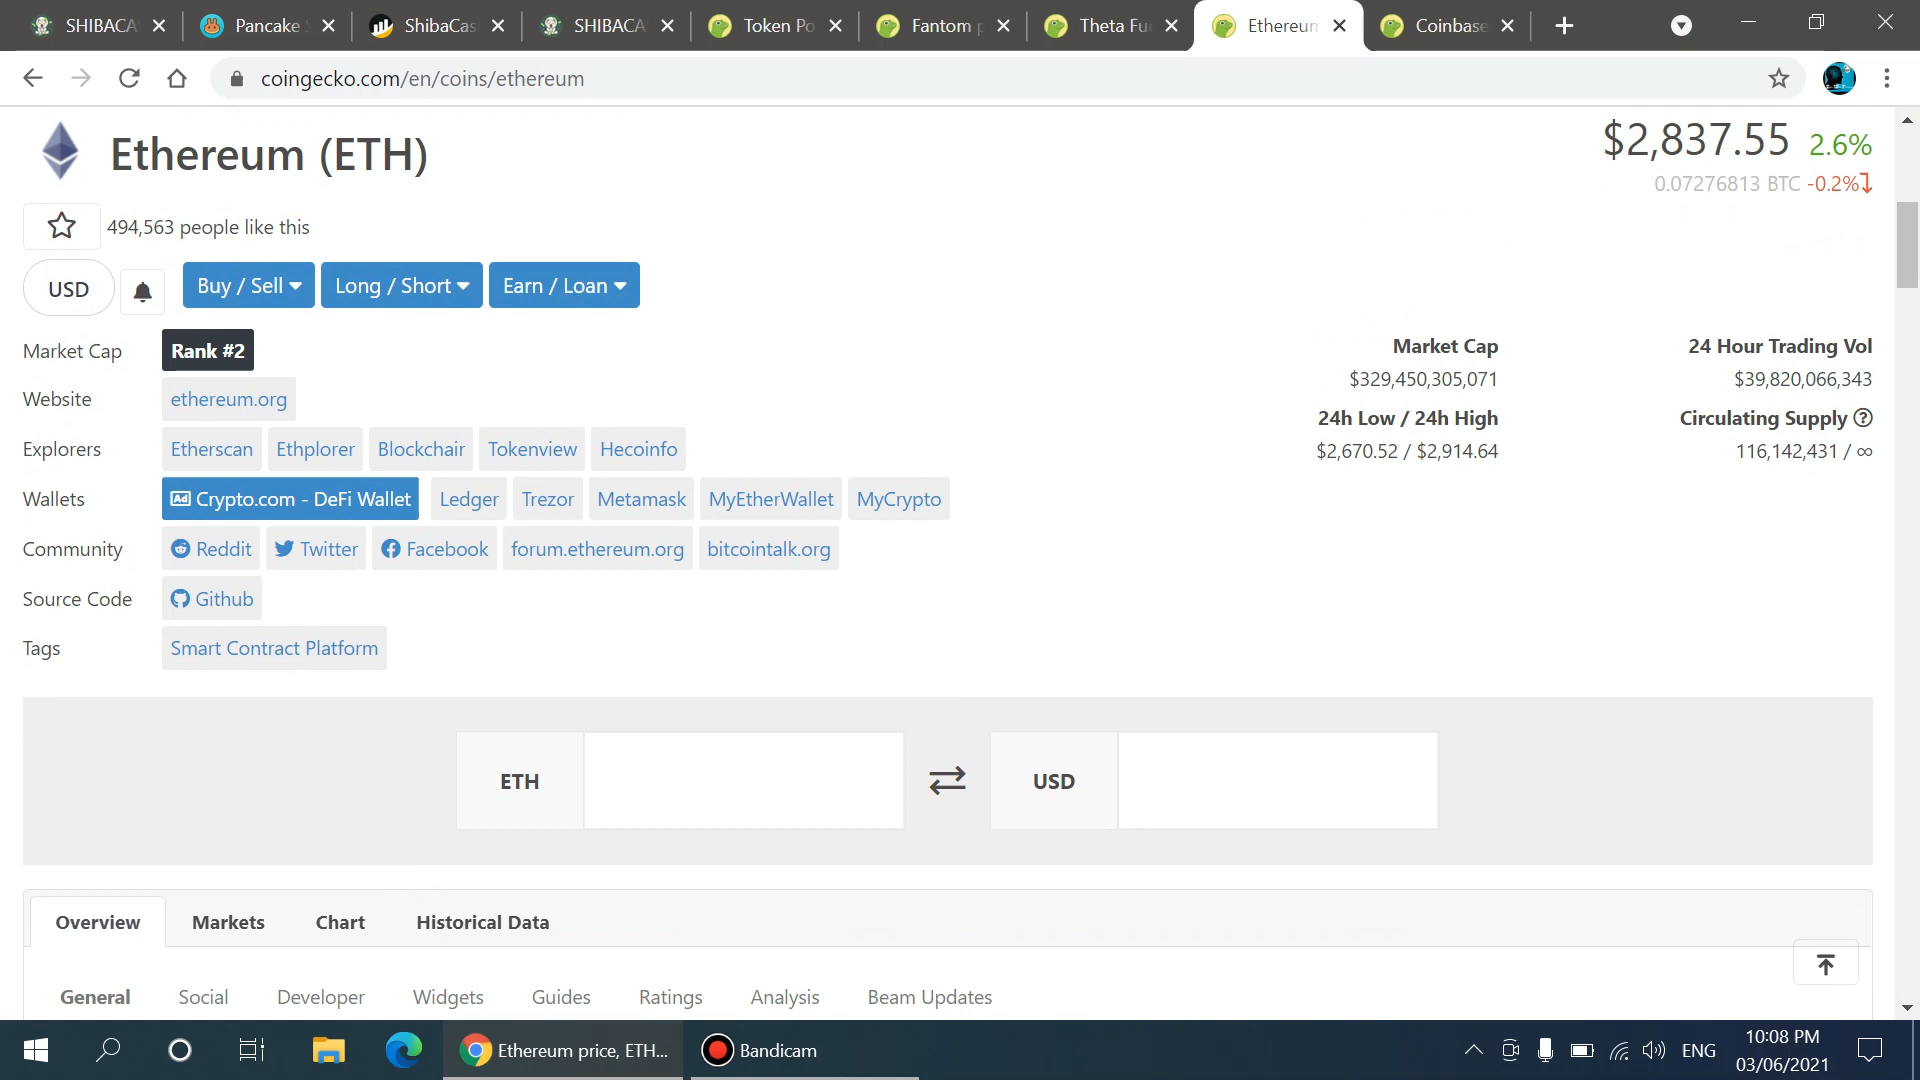 SHIBACA
Pancake S
ShibaCas
SHIBACA
Token Po
Fantom p
Theta Fu
Ethereum
Coinbase
coingecko.com/en/coins/ethereum
Ethereum (ETH)
$2,837.55 2.6%
0.07276813 BTC -0.2%
494,563 people like this
USD
Buy / Sell
Long / Short
Earn / Loan
Market Cap Rank #2
Website ethereum.org
Explorers Etherscan Ethplorer Blockchair Tokenview Hecoinfo
Wallets Ad Crypto.com - DeFi Wallet Ledger Trezor Metamask MyEtherWallet MyCrypto
Community Reddit Twitter Facebook forum.ethereum.org bitcointalk.org
Source Code Github
Tags Smart Contract Platform
Market Cap 24 Hour Trading Vol
$329,450,305,071 $39,820,066,343
24h Low / 24h High Circulating Supply ?
$2,670.52 / $2,914.64 116,142,431 / ∞
ETH USD
Overview Markets Chart Historical Data
General Social Developer Widgets Guides Ratings Analysis Beam Updates
Ethereum price, ETH...
Bandicam
ENG
10:08 PM
03/06/2021